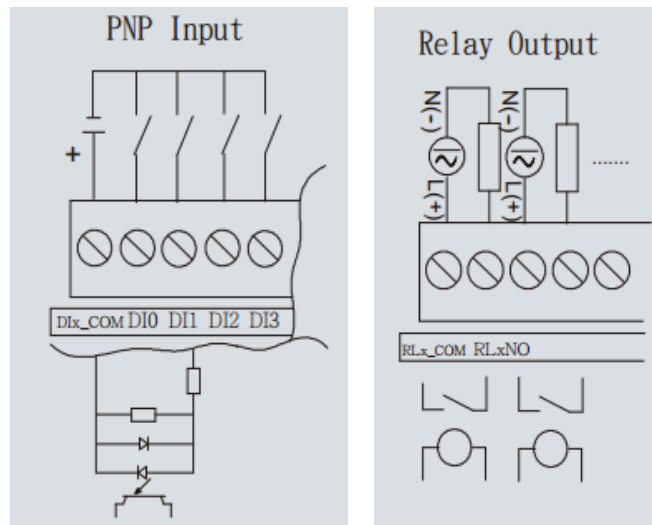 PNP Input
+
DIx_COM DI0 DI1 DI2 DI3
Relay Output
N(-) N(-)
L(+) L(+)
.......
RLx_COM RLxNO